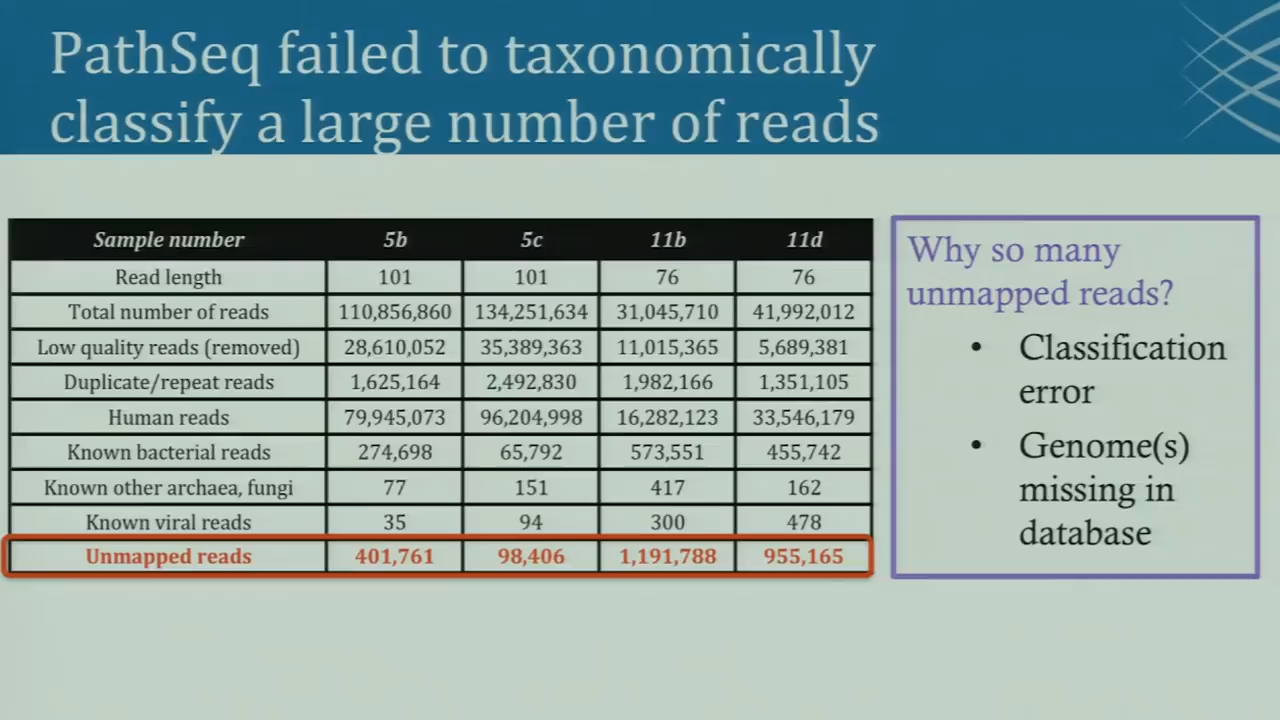 PathSeq failed to taxonomically
classify a large number of reads
Sample number 5b 5c 11b 11d
Read length 101 101 76 76
Total number of reads 110,856,860 134,251,634 31,045,710 41,992,012
Low quality reads (removed) 28,610,052 35,389,363 11,015,365 5,689,381
Duplicate/repeat reads 1,625,164 2,492,830 1,982,166 1,351,105
Human reads 79,945,073 96,204,998 16,282,123 33,546,179
Known bacterial reads 274,698 65,792 573,551 455,742
Known other archaea, fungi 77 151 417 162
Known viral reads 35 94 300 478
Unmapped reads 401,761 98,406 1,191,788 955,165
Why so many
unmapped reads?
• Classification
error
• Genome(s)
missing in
database